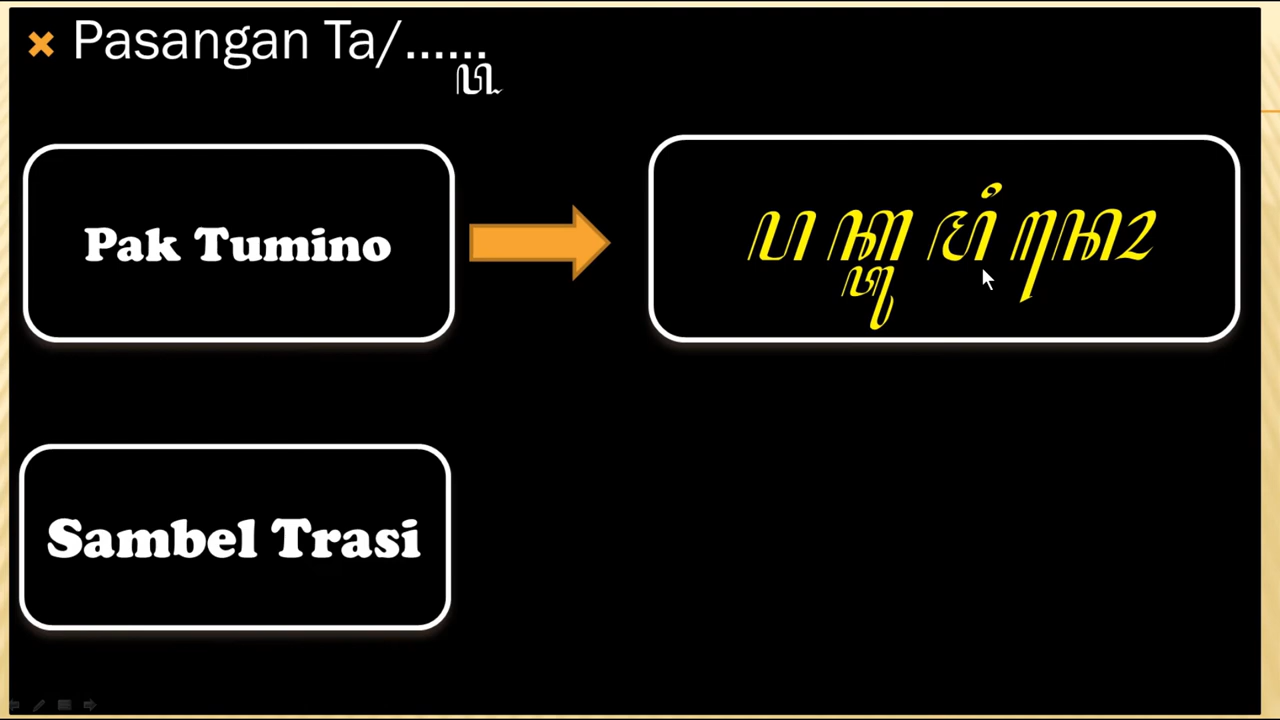 Pasangan Ta/......
꧀ꦠ
Pak Tumino
ꦥꦏ꧀ꦠꦸꦩꦶꦤꦺꦴ
Sambel Trasi